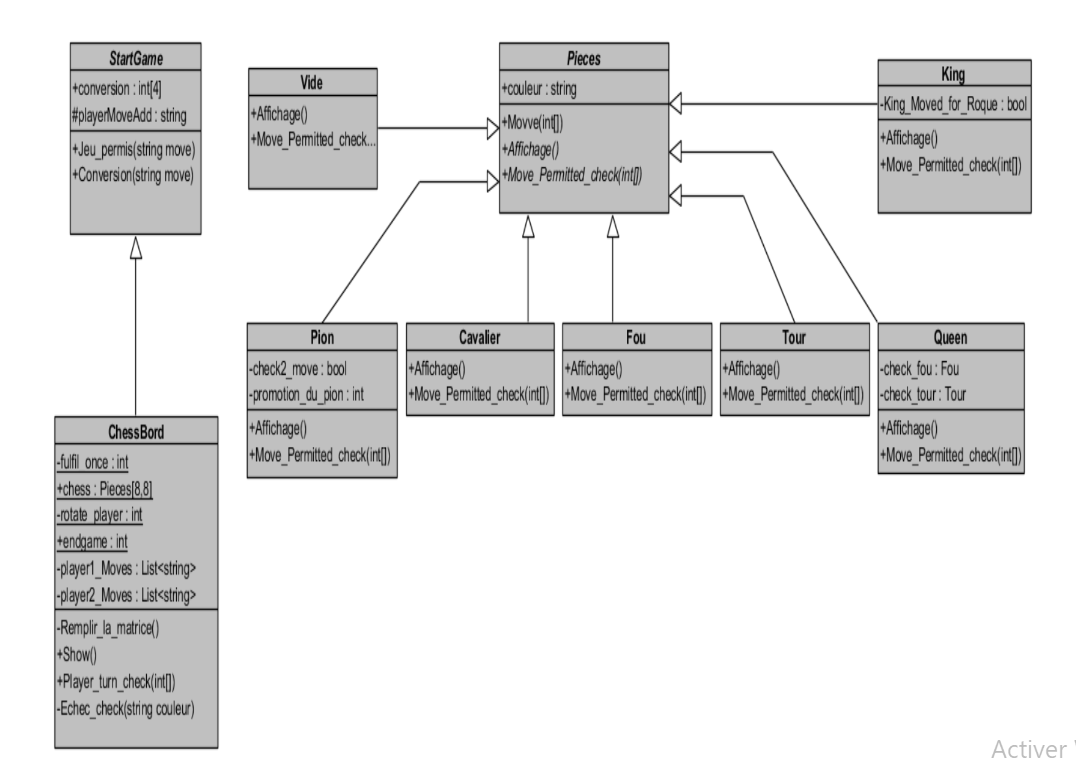 StartGame
+conversion : int[4]
#playerMoveAdd : string
+Jeu_permis(string move)
+Conversion(string move)
Vide
+Affichage()
+Move_Permitted_check...
Pieces
+couleur : string
+Movve(int[])
+Affichage()
+Move_Permitted_check(int[])
King
-King_Moved_for_Roque : bool
+Affichage()
+Move_Permitted_check(int[])
Pion
-check2_move : bool
-promotion_du_pion : int
+Affichage()
+Move_Permitted_check(int[])
Cavalier
+Affichage()
+Move_Permitted_check(int[])
Fou
+Affichage()
+Move_Permitted_check(int[])
Tour
+Affichage()
+Move_Permitted_check(int[])
Queen
-check_fou : Fou
-check_tour : Tour
+Affichage()
+Move_Permitted_check(int[])
ChessBord
-fulfil_once : int
+chess : Pieces[8,8]
-rotate_player : int
+endgame : int
-player1_Moves : List<string>
-player2_Moves : List<string>
-Remplir_la_matrice()
+Show()
+Player_turn_check(int[])
-Echec_check(string couleur)
Activer